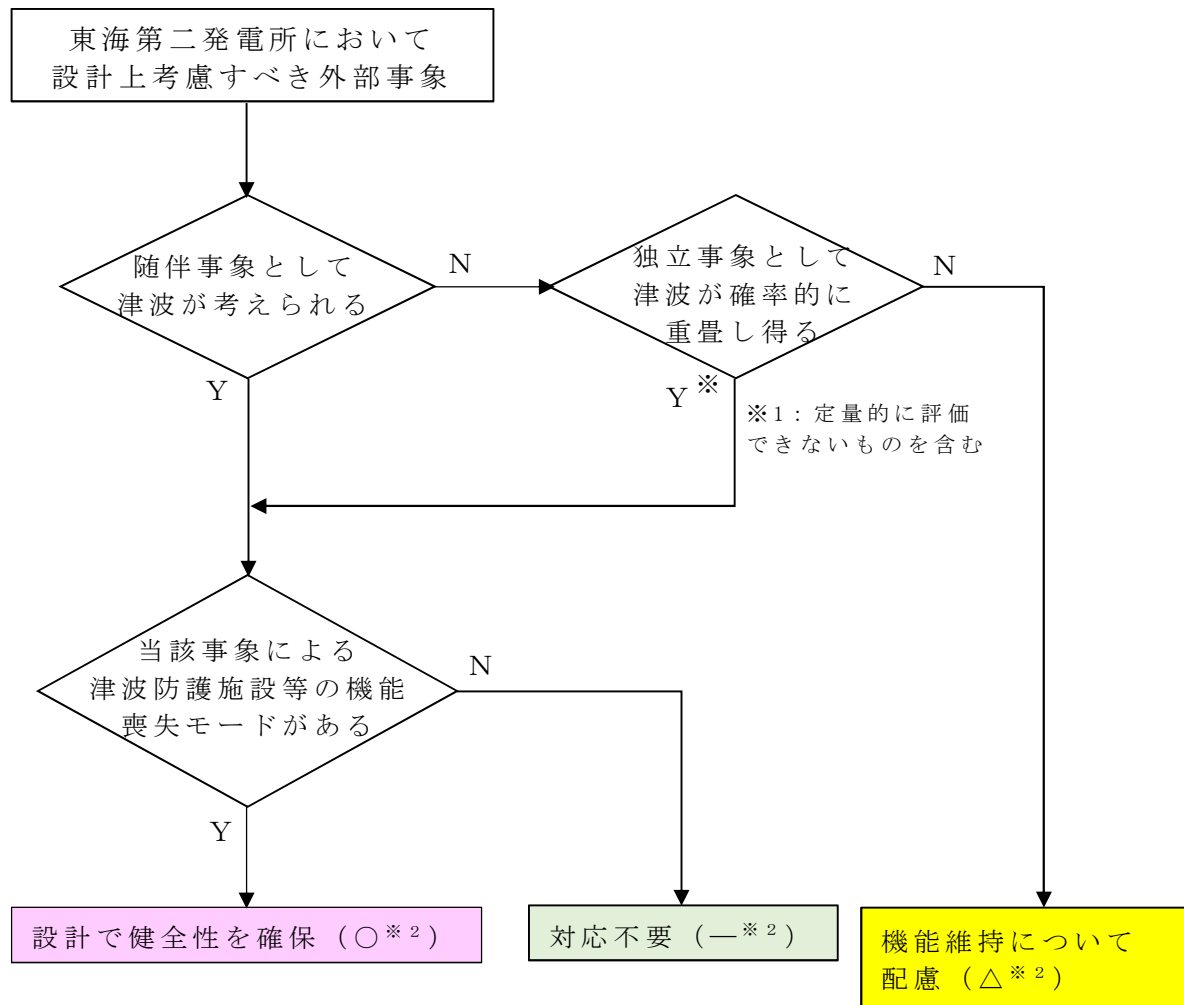 東海第二発電所において
設計上考慮すべき外部事象
随伴事象として
津波が考えられる
N
独立事象として
津波が確率的に
重畳し得る
N
Y
Y※
※1：定量的に評価
できないものを含む
当該事象による
津波防護施設等の機能
喪失モードがある
N
Y
設計で健全性を確保（○※2）
対応不要（―※2）
機能維持について
配慮（△※2）